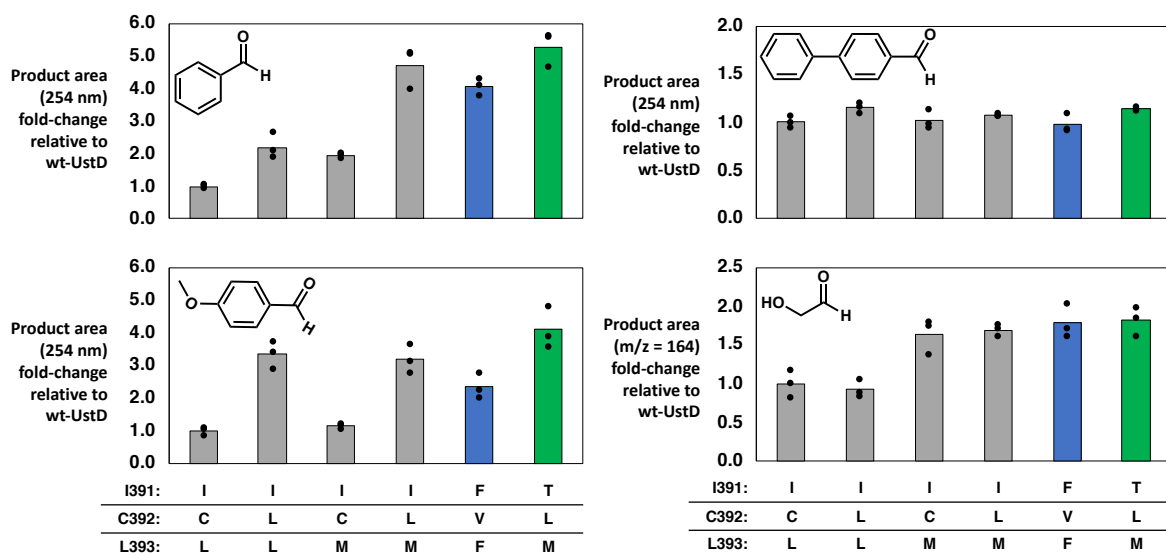 Product area
(254 nm)
fold-change
relative to
wt-UstD
6.0
5.0
4.0
3.0
2.0
1.0
0.0
O
H
Product area
(254 nm)
fold-change
relative to
wt-UstD
2.0
1.5
1.0
0.5
0.0
O
H
Product area
(254 nm)
fold-change
relative to
wt-UstD
6.0
5.0
4.0
3.0
2.0
1.0
0.0
O
O
H
Product area
(m/z = 164)
fold-change
relative to
wt-UstD
2.5
2.0
1.5
1.0
0.5
0.0
HO
O
H
I391: I I I I F T
C392: C L C L V L
L393: L L M M F M
I391: I I I I F T
C392: C L C L V L
L393: L L M M F M